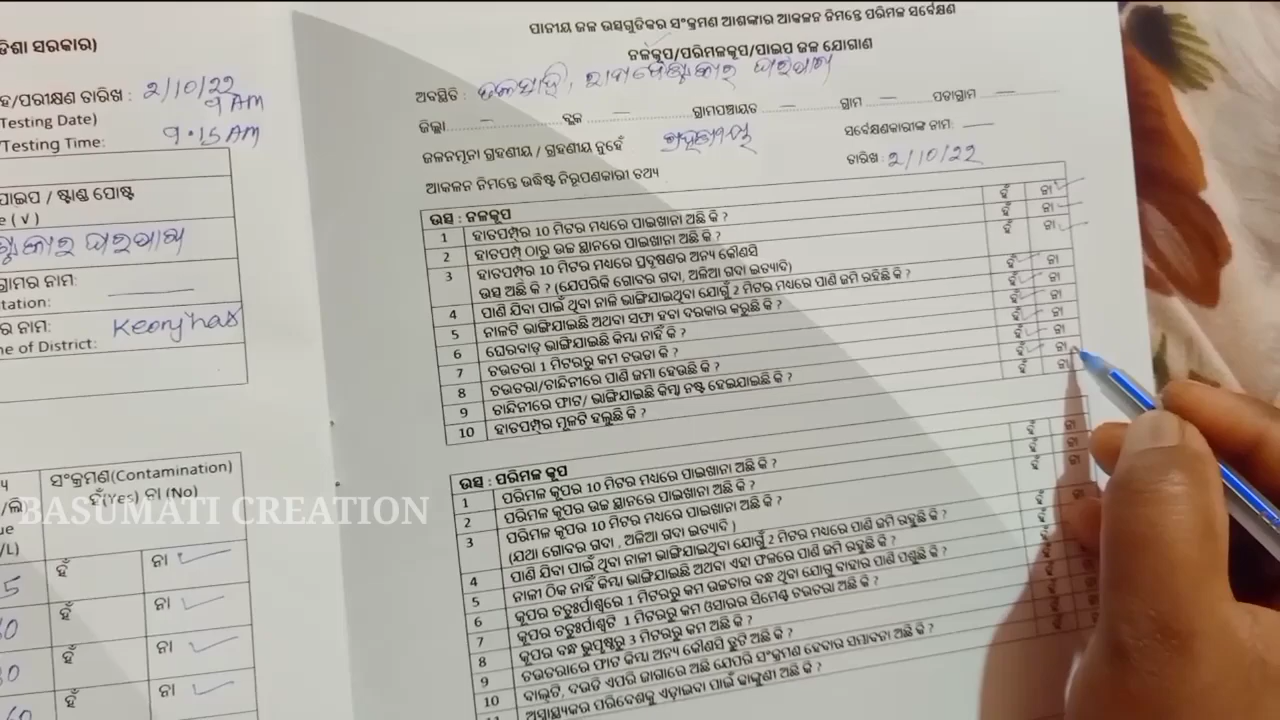 ଡିଶା ସରକାର)
ହ/ପରୀକ୍ଷଣ ତାରିଖ : 2/10/22
9 AM
Testing Date)
/Testing Time: 9.15 AM
ପାଇପ / ଷ୍ଟାଣ୍ଡ ପୋଷ୍ଟ
e ( √ )
ଗ୍ରାମର ନାମ:
tation:
ର ନାମ:
ne of District: Keonjhar
ସଂକ୍ରମଣ(Contamination)
ହଁ(Yes) ନା (No)
/ଲି
/L)
ହଁ ନା
ହଁ ନା
ହଁ ନା
ହଁ ନା
BASUMATI CREATION
ପାନୀୟ ଜଳ ଉତ୍ସଗୁଡିକର ସଂକ୍ରମଣ ଆଶଙ୍କାର ଆକଳନ ନିମନ୍ତେ ପରିମଳ ସର୍ବେକ୍ଷଣ
ନଳକୂପ/ପରିମଳକୂପ/ପାଇପ ଜଳ ଯୋଗାଣ
ଅବସ୍ଥିତି :
ଜିଲ୍ଲା — ବ୍ଲକ — ଗ୍ରାମପଞ୍ଚାୟତ — ଗ୍ରାମ — ପଡାଗ୍ରାମ —
ଜଳନମୂନା ଗ୍ରହଣୀୟ / ଗ୍ରହଣୀୟ ନୁହେଁ ସର୍ବେକ୍ଷଣକାରୀଙ୍କ ନାମ: —
ଆକଳନ ନିମନ୍ତେ ଉଦ୍ଧିଷ୍ଟ ନିରୂପଣକାରୀ ତଥ୍ୟ ତାରିଖ : 2/10/22
ଉତ୍ସ : ନଳକୂପ
1 ହାତପମ୍ପର 10 ମିଟର ମଧ୍ୟରେ ପାଇଖାନା ଅଛି କି ? ହଁ ନା
2 ହାତପମ୍ପ ଠାରୁ ଉଚ୍ଚ ସ୍ଥାନରେ ପାଇଖାନା ଅଛି କି ? ହଁ ନା
3 ହାତପମ୍ପର 10 ମିଟର ମଧ୍ୟରେ ପ୍ରଦୂଷଣର ଅନ୍ୟ କୌଣସି ହଁ ନା
ଉତ୍ସ ଅଛି କି ? (ଯେପରିକି ଗୋବର ଗଦା, ଅଳିଆ ଗଦା ଇତ୍ୟାଦି)
4 ପାଣି ଯିବା ପାଇଁ ଥିବା ନାଳି ଭାଙ୍ଗିଯାଇଥିବା ଯୋଗୁଁ 2 ମିଟର ମଧ୍ୟରେ ପାଣି ଜମି ରହିଛି କି ? ହଁ ନା
5 ନାଳଟି ଭାଙ୍ଗିଯାଇଛି ଅଥବା ସଫା ହବା ଦରକାର କରୁଛି କି ? ହଁ ନା
6 ଘେରବାଡ଼ ଭାଙ୍ଗିଯାଇଛି କିମ୍ବା ନାହିଁ କି ? ହଁ ନା
7 ଚଉତରା 1 ମିଟରରୁ କମ ଚଉଡା କି ? ହଁ ନା
8 ଚଉତରା/ଚାନ୍ଦିନୀରେ ପାଣି ଜମା ହେଉଛି କି ? ହଁ ନା
9 ଚାନ୍ଦିନୀରେ ଫାଟ/ ଭାଙ୍ଗିଯାଇଛି କିମ୍ବା ନଷ୍ଟ ହେଇଯାଇଛି କି ? ହଁ ନା
10 ହାତପମ୍ପର ମୂଳଟି ହଲୁଛି କି ? ହଁ ନା
ଉତ୍ସ : ପରିମଳ କୂପ
1 ପରିମଳ କୂପର 10 ମିଟର ମଧ୍ୟରେ ପାଇଖାନା ଅଛି କି ? ହଁ ନା
2 ପରିମଳ କୂପର ଉଚ୍ଚ ସ୍ଥାନରେ ପାଇଖାନା ଅଛି କି ? ହଁ ନା
3 ପରିମଳ କୂପର 10 ମିଟର ମଧ୍ୟରେ ପାଇଖାନା ଅଛି କି ? ହଁ ନା
(ଯଥା ଗୋବର ଗଦା , ଅଳିଆ ଗଦା ଇତ୍ୟାଦି )
4 ପାଣି ଯିବା ପାଇଁ ଥିବା ନାଳୀ ଭାଙ୍ଗିଯାଇଥିବା ଯୋଗୁଁ 2 ମିଟର ମଧ୍ୟରେ ପାଣି ଜମି ରହୁଛି କି ? ହଁ ନା
5 ନାଳୀ ଠିକ ନାହିଁ କିମ୍ବା ଭାଙ୍ଗିଯାଇଛି ଅଥବା ଏହା ଫଳରେ ପାଣି ଜମି ରହୁଛି କି ?
6 କୂପର ଚତୁଃପାର୍ଶ୍ୱରେ 1 ମିଟରରୁ କମ ଉଚ୍ଚତାର ବନ୍ଧ ଥିବା ଯୋଗୁ ବାହାର ପାଣି ପଶୁଛି କି ?
7 କୂପର ଚତୁଃପାର୍ଶ୍ୱଟି 1 ମିଟରରୁ କମ ଓସାରର ସିମେଣ୍ଟ ଚଉତରା ଅଛି କି ?
8 କୂପର ବନ୍ଧ ଭୂପୃଷ୍ଠରୁ 3 ମିଟରରୁ କମ ଅଛି କି ?
9 ଚଉତରାରେ ଫାଟ କିମ୍ବା ଅନ୍ୟ କୌଣସି ତ୍ରୁଟି ଅଛି କି ?
10 ବାଲ୍ଟି, ଦଉଡି ଏପରି ଜାଗାରେ ଅଛି ଯେପରି ସଂକ୍ରମଣ ହେବାର ସମ୍ଭାବନା ଅଛି କି ?
11 ଅସ୍ୱାସ୍ଥ୍ୟକର ପରିବେଶକୁ ଏଡ଼ାଇବା ପାଇଁ ଢାଙ୍କୁଣୀ ଅଛି କି ?